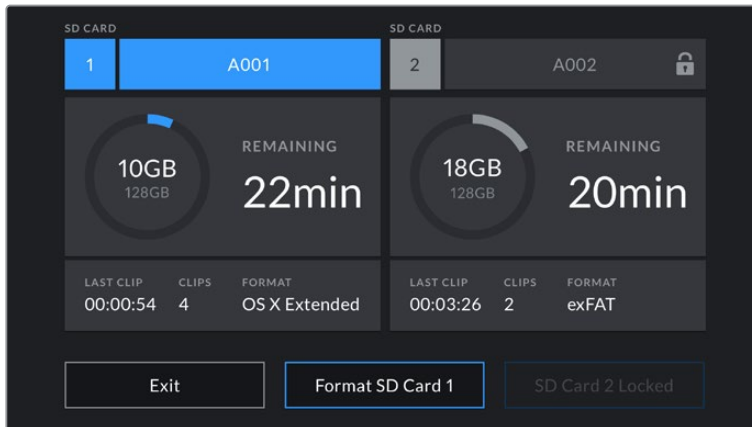 SD CARD
1 A001
10GB
128GB
REMAINING
22min
LAST CLIP CLIPS FORMAT
00:00:54 4 OS X Extended
SD CARD
2 A002
18GB
128GB
REMAINING
20min
LAST CLIP CLIPS FORMAT
00:03:26 2 exFAT
Exit
Format SD Card 1
SD Card 2 Locked